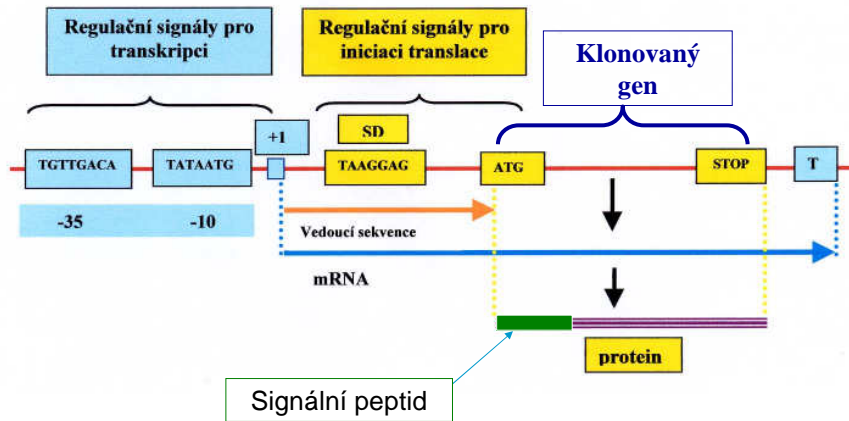 Regulační signály pro
transkripci
Regulační signály pro
iniciaci translace
Klonovaný
gen
+1
SD
TGTTGACA
TATAATG
TAAGGAG
ATG
STOP
T
-35
-10
Vedoucí sekvence
mRNA
protein
Signální peptid